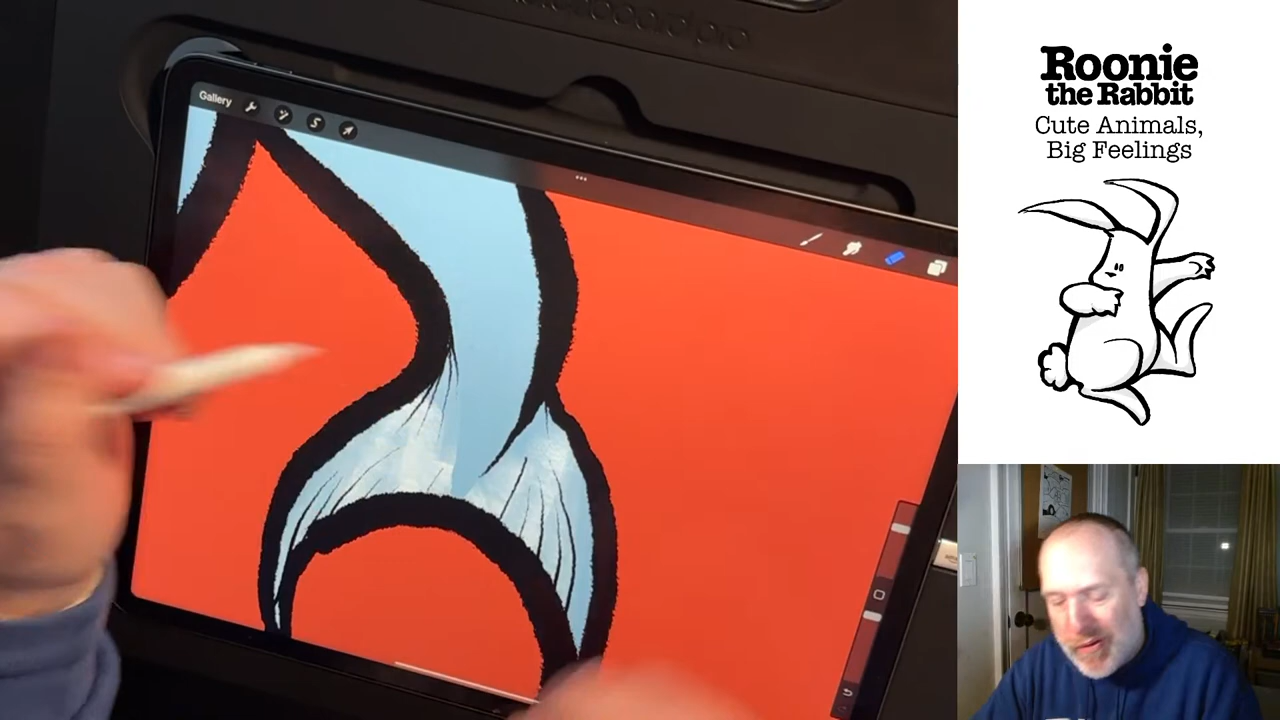 Gallery
Roonie
the Rabbit
Cute Animals,
Big Feelings